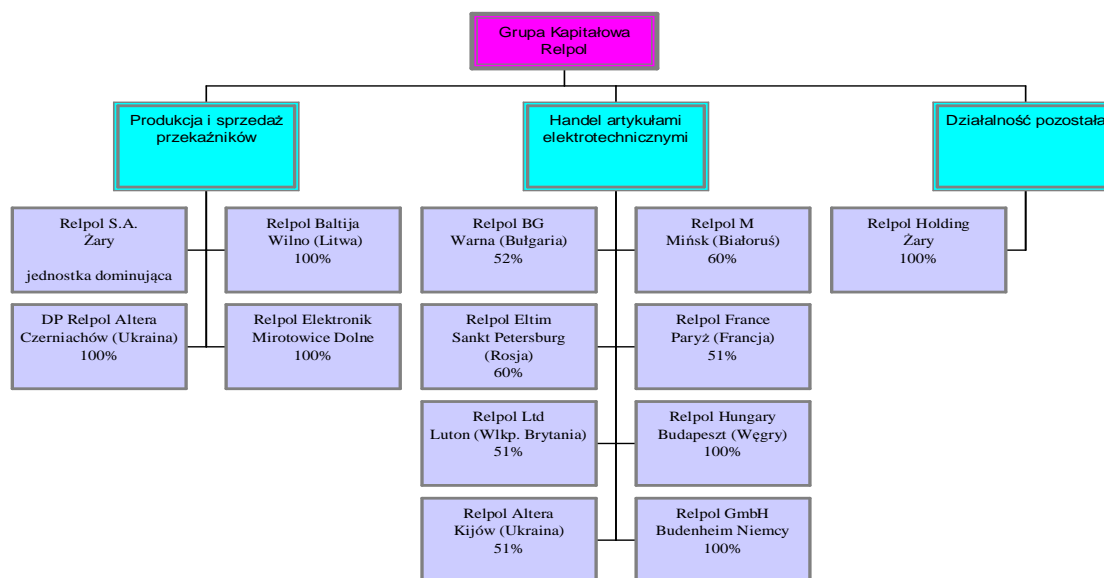 Grupa Kapitałowa
Relpol
Produkcja i sprzedaż
przekaźników
Handel artykułami
elektrotechnicznymi
Działalność pozostała
Relpol S.A.
Żary
jednostka dominująca
Relpol Baltija
Wilno (Litwa)
100%
DP Relpol Altera
Czerniachów (Ukraina)
100%
Relpol Elektronik
Mirotowice Dolne
100%
Relpol BG
Warna (Bułgaria)
52%
Relpol M
Mińsk (Białoruś)
60%
Relpol Eltim
Sankt Petersburg
(Rosja)
60%
Relpol France
Paryż (Francja)
51%
Relpol Ltd
Luton (Wlkp. Brytania)
51%
Relpol Hungary
Budapeszt (Węgry)
100%
Relpol Altera
Kijów (Ukraina)
51%
Relpol GmbH
Budenheim Niemcy
100%
Relpol Holding
Żary
100%